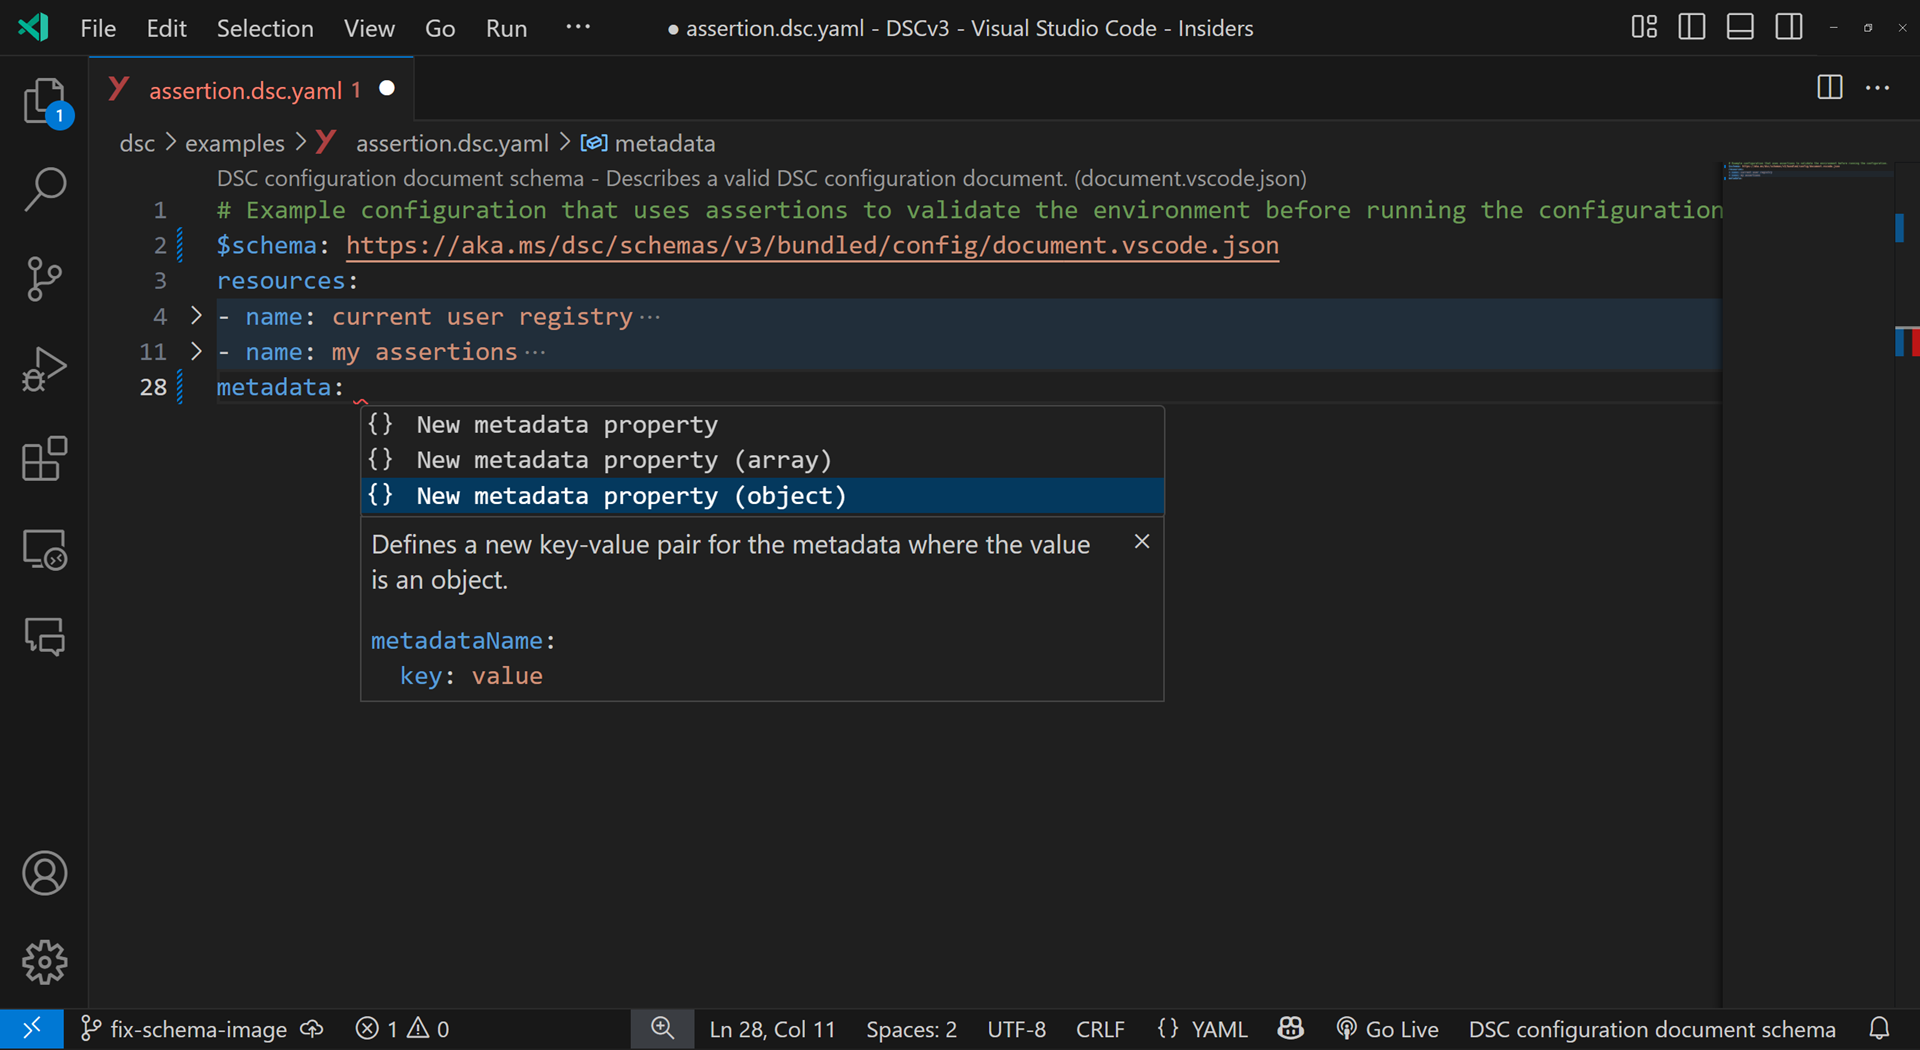 File Edit Selection View Go Run ··· ● assertion.dsc.yaml - DSCv3 - Visual Studio Code - Insiders
Y assertion.dsc.yaml 1 ●
1
dsc > examples > Y assertion.dsc.yaml > metadata
DSC configuration document schema - Describes a valid DSC configuration document. (document.vscode.json)
1 # Example configuration that uses assertions to validate the environment before running the configuration
2 $schema: https://aka.ms/dsc/schemas/v3/bundled/config/document.vscode.json
3 resources:
4 > - name: current user registry ···
11 > - name: my assertions ···
28 metadata:
{} New metadata property
{} New metadata property (array)
{} New metadata property (object)
Defines a new key-value pair for the metadata where the value
is an object.
metadataName:
key: value
fix-schema-image 1 0 Ln 28, Col 11 Spaces: 2 UTF-8 CRLF {} YAML Go Live DSC configuration document schema